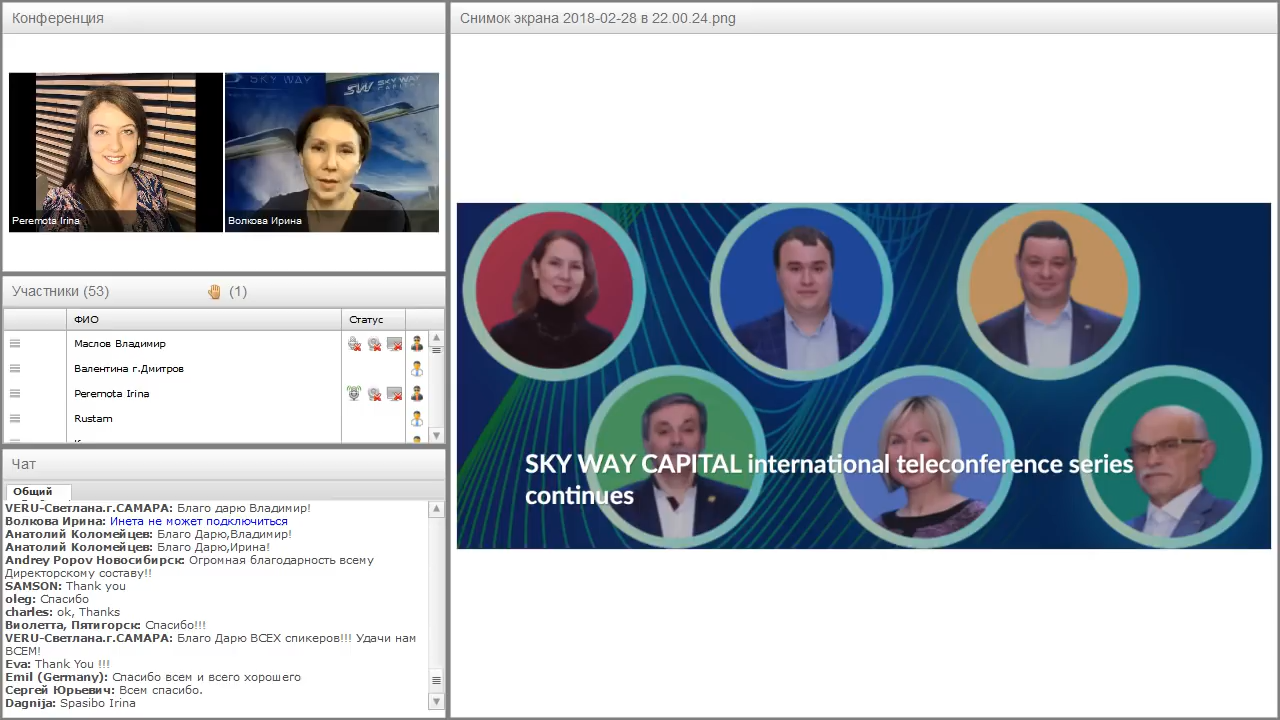 Конференция
SKY WAY
SKY WAY
CAPITAL
Peremota Irina
Волкова Ирина
Участники (53)
(1)
ФИО
Статус
Маслов Владимир
Валентина г.Дмитров
Peremota Irina
Rustam
Чат
Общий
VERU-Светлана.г.САМАРА: Благо дарю Владимир!
Волкова Ирина: Инета не может подключиться
Анатолий Коломейцев: Благо Дарю,Владимир!
Анатолий Коломейцев: Благо Дарю,Ирина!
Andrey Popov Новосибирск: Огромная благодарность всему
Директорскому составу!!
SAMSON: Thank you
oleg: Спасибо
charles: ok, Thanks
Виолетта, Пятигорск: Спасибо!!!
VERU-Светлана.г.САМАРА: Благо Дарю ВСЕХ спикеров!!! Удачи нам
ВСЕМ!
Eva: Thank You !!!
Emil (Germany): Спасибо всем и всего хорошего
Сергей Юрьевич: Всем спасибо.
Dagnija: Spasibo Irina
Снимок экрана 2018-02-28 в 22.00.24.png
SKY WAY CAPITAL international teleconference series
continues